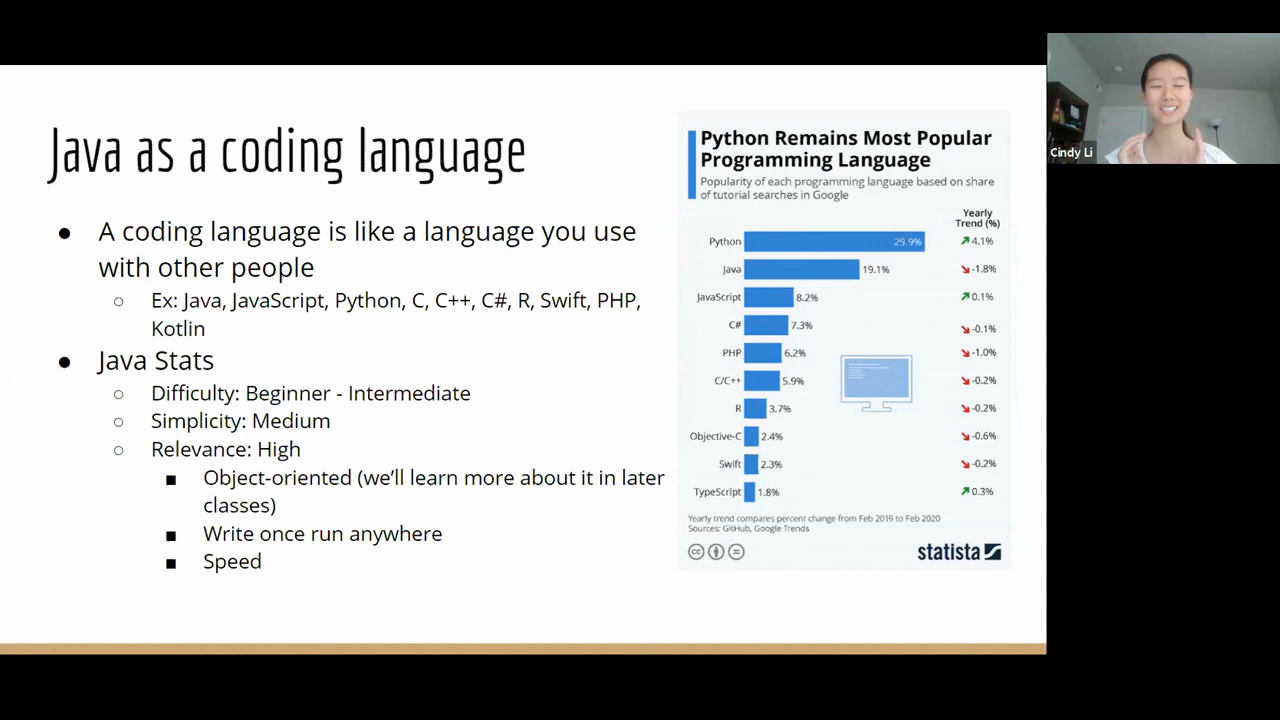 Java as a coding language
● A coding language is like a language you use
with other people
○ Ex: Java, JavaScript, Python, C, C++, C#, R, Swift, PHP,
Kotlin
● Java Stats
○ Difficulty: Beginner - Intermediate
○ Simplicity: Medium
○ Relevance: High
■ Object-oriented (we’ll learn more about it in later
classes)
■ Write once run anywhere
■ Speed
Python Remains Most Popular
Programming Language
Popularity of each programming language based on share
of tutorial searches in Google
Yearly
Trend (%)
Python 29.9% 4.1%
Java 19.1% -1.8%
JavaScript 8.2% 0.1%
C# 7.3% -0.1%
PHP 6.2% -1.0%
C/C++ 5.9% -0.2%
R 3.7% -0.2%
Objective-C 2.4% -0.6%
Swift 2.3% -0.2%
TypeScript 1.8% 0.3%
Yearly trend compares percent change from Feb 2019 to Feb 2020
Sources: GitHub, Google Trends
cc
statista
Cindy Li